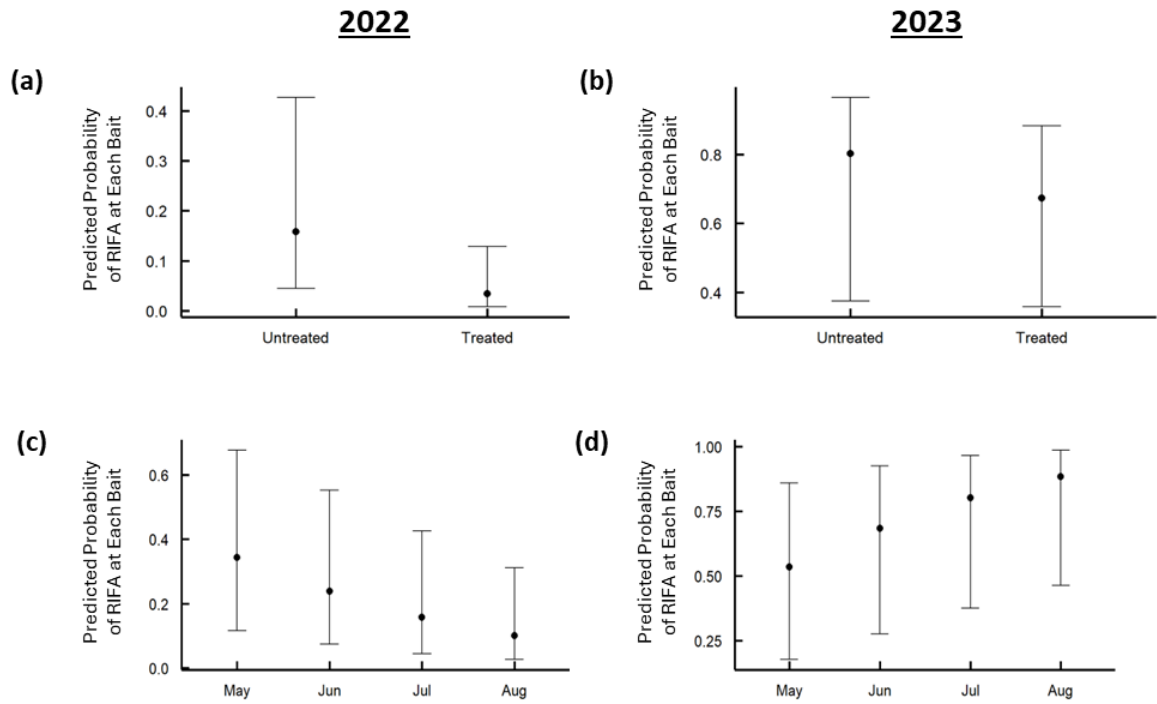 2022
2023
(a)
Predicted Probability
of RIFA at Each Bait
0.4
0.3
0.2
0.1
0.0
Untreated
Treated
(b)
Predicted Probability
of RIFA at Each Bait
0.8
0.6
0.4
Untreated
Treated
(c)
Predicted Probability
of RIFA at Each Bait
0.6
0.4
0.2
0.0
May
Jun
Jul
Aug
(d)
Predicted Probability
of RIFA at Each Bait
1.00
0.75
0.50
0.25
May
Jun
Jul
Aug